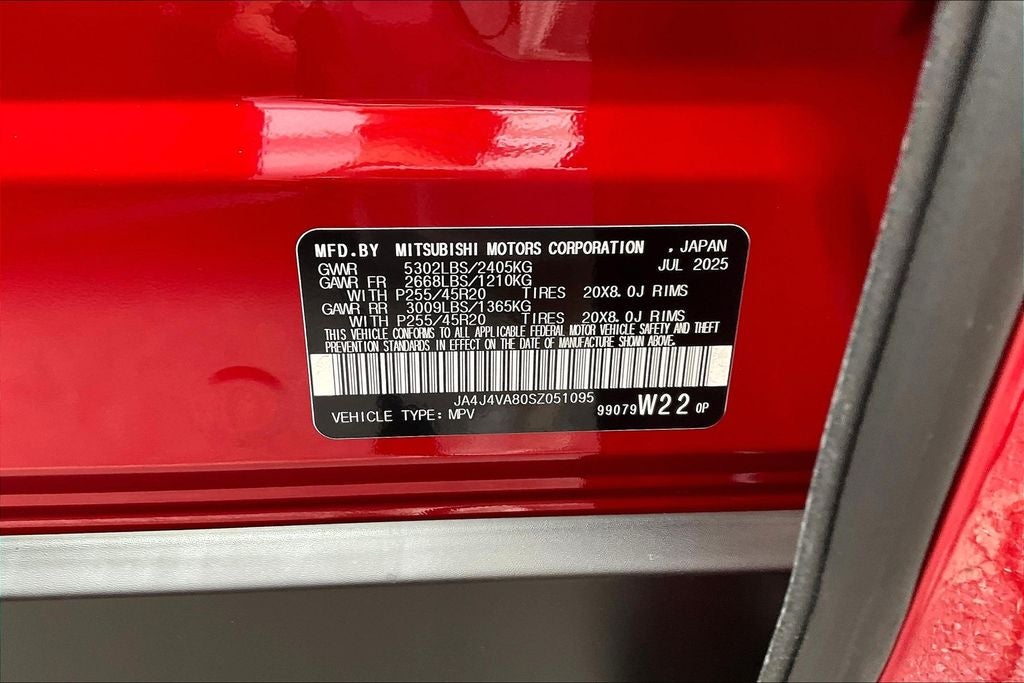 MFD.BY MITSUBISHI MOTORS CORPORATION , JAPAN
GVWR 5302LBS/2405KG JUL 2025
GAWR FR 2668LBS/1210KG
WITH P255/45R20 TIRES 20X8.0J RIMS
GAWR RR 3009LBS/1365KG
WITH P255/45R20 TIRES 20X8.0J RIMS
THIS VEHICLE CONFORMS TO ALL APPLICABLE FEDERAL MOTOR VEHICLE SAFETY AND THEFT
PREVENTION STANDARDS IN EFFECT ON THE DATE OF MANUFACTURE SHOWN ABOVE.
JA4J4VA80SZ051095
VEHICLE TYPE: MPV 99079 W22 0P